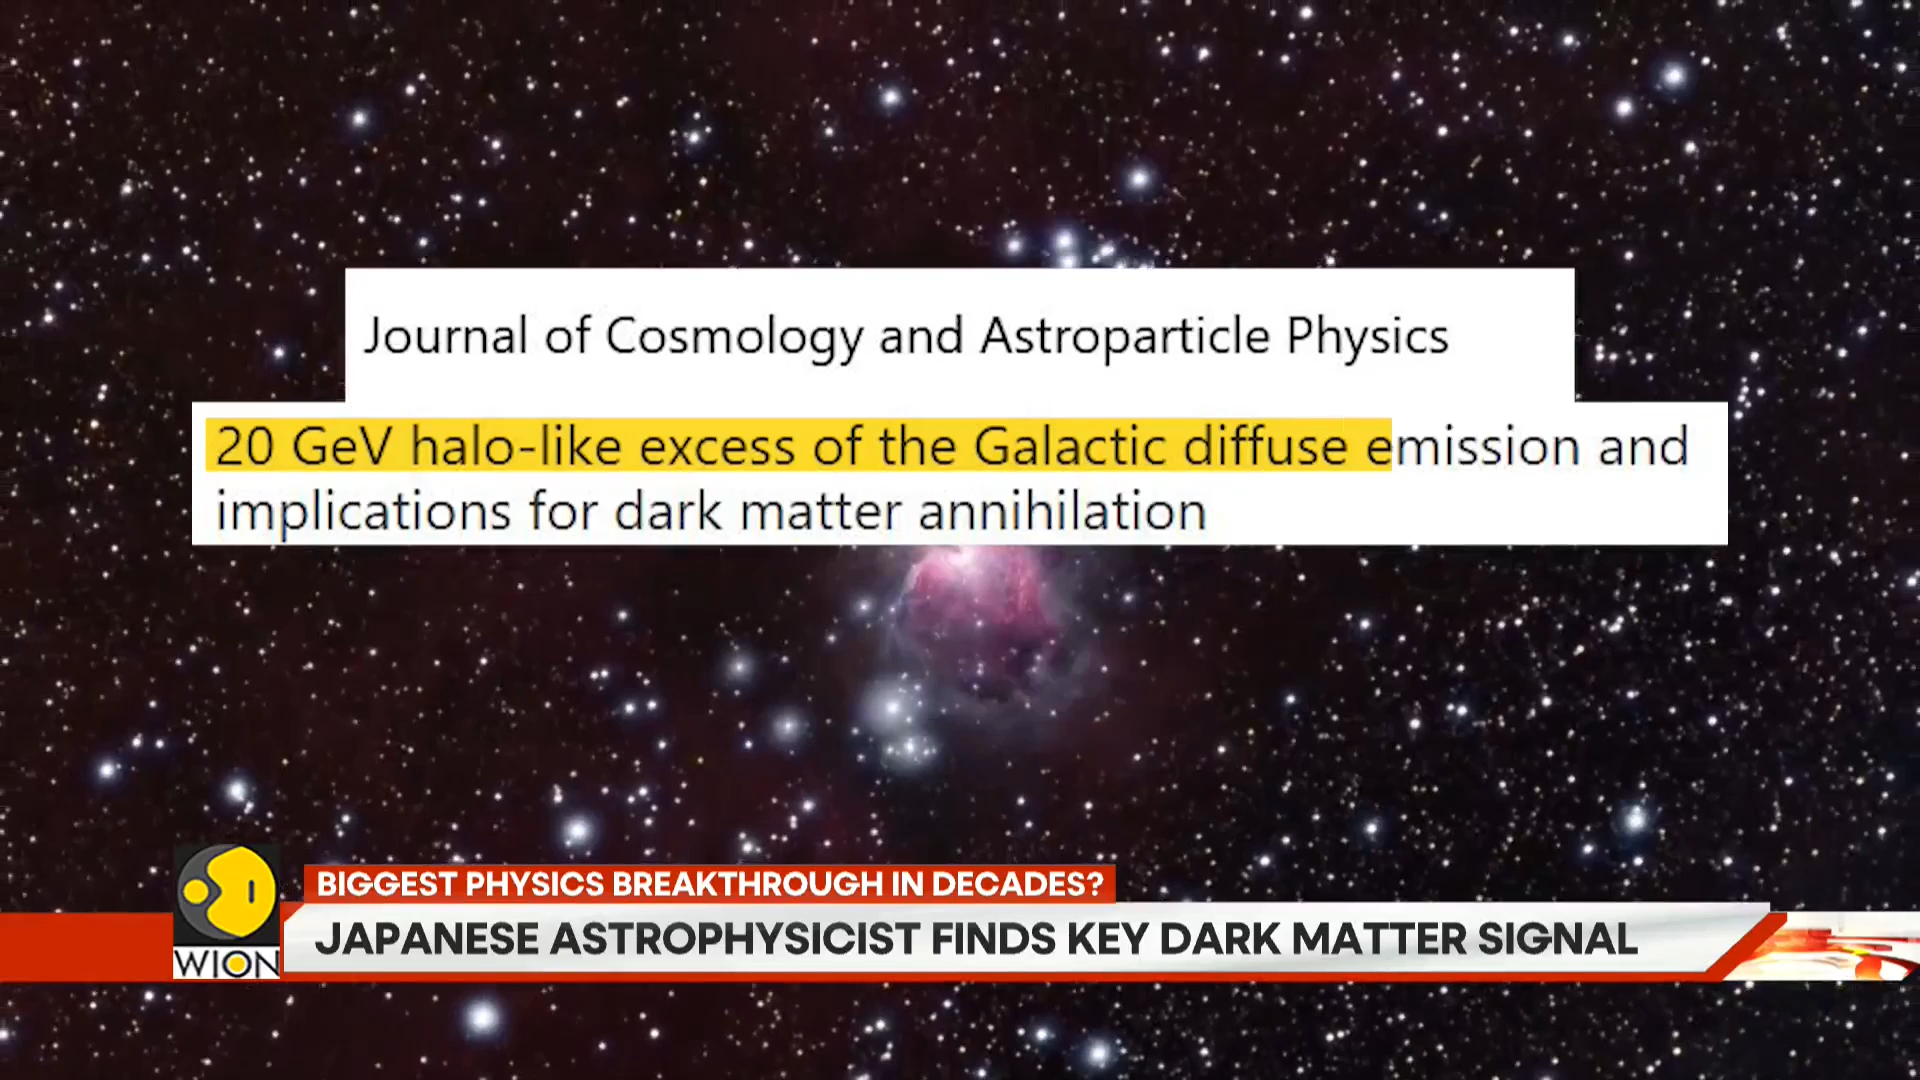 Journal of Cosmology and Astroparticle Physics
20 GeV halo-like excess of the Galactic diffuse emission and
implications for dark matter annihilation
BIGGEST PHYSICS BREAKTHROUGH IN DECADES?
JAPANESE ASTROPHYSICIST FINDS KEY DARK MATTER SIGNAL
WION